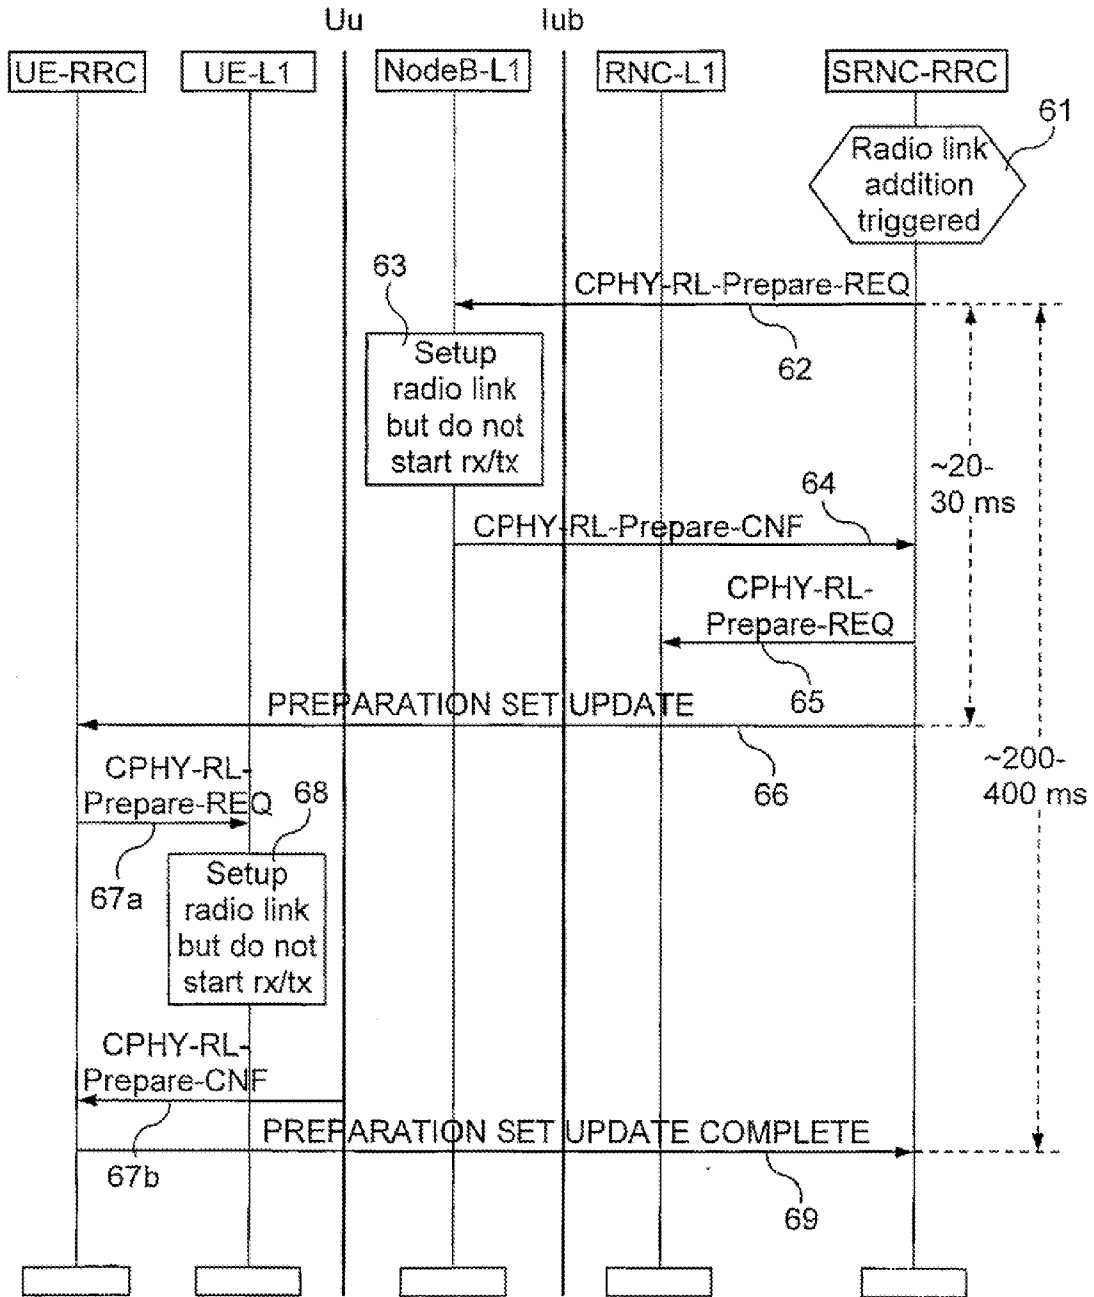 Uu
Iub
UE-RRC
UE-L1
NodeB-L1
RNC-L1
SRNC-RRC
61
Radio link
addition
triggered
63
CPHY-RL-Prepare-REQ
62
Setup
radio link
but do not
start rx/tx
~20-
30 ms
64
CPHY-RL-Prepare-CNF
CPHY-RL-
Prepare-REQ
65
PREPARATION SET UPDATE
66
~200-
400 ms
CPHY-RL-
Prepare-REQ
68
67a
Setup
radio link
but do not
start rx/tx
CPHY-RL-
Prepare-CNF
67b
PREPARATION SET UPDATE COMPLETE
69